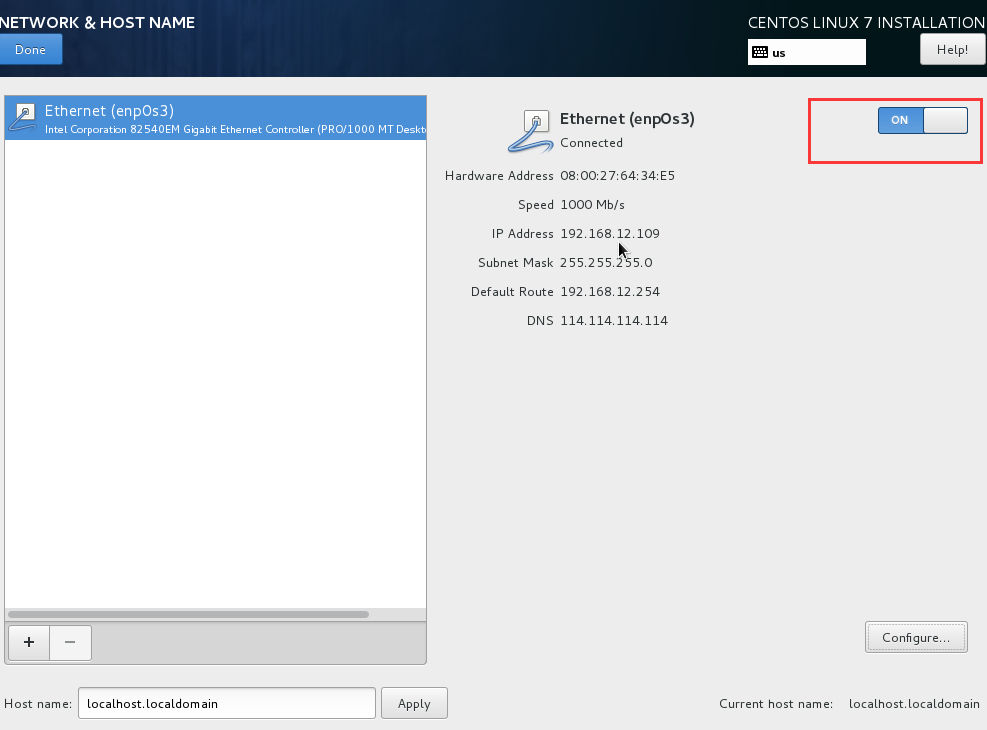 NETWORK & HOST NAME
CENTOS LINUX 7 INSTALLATION
Done
us
Help!
Ethernet (enp0s3)
Intel Corporation 82540EM Gigabit Ethernet Controller (PRO/1000 MT Deskt
Ethernet (enp0s3)
Connected
ON
Hardware Address 08:00:27:64:34:E5
Speed 1000 Mb/s
IP Address 192.168.12.109
Subnet Mask 255.255.255.0
Default Route 192.168.12.254
DNS 114.114.114.114
+ −
Configure...
Host name: localhost.localdomain Apply
Current host name: localhost.localdomain